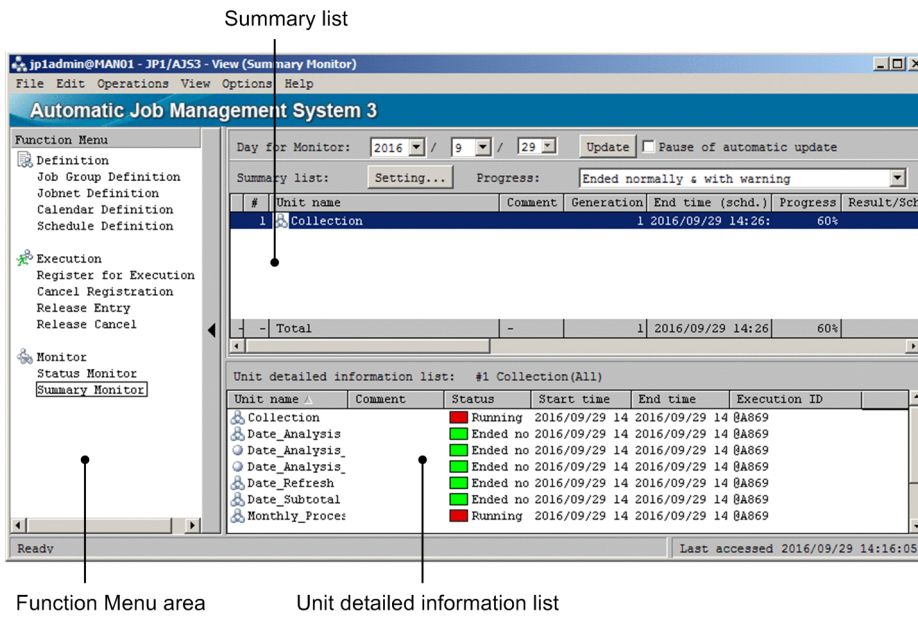 Summary list
jp1admin@MAN01 - JP1/AJS3 - View (Summary Monitor)
File Edit Operations View Options Help
Automatic Job Management System 3
Function Menu
Definition
Job Group Definition
Jobnet Definition
Calendar Definition
Schedule Definition
Execution
Register for Execution
Cancel Registration
Release Entry
Release Cancel
Monitor
Status Monitor
Summary Monitor
Day for Monitor: 2016 / 9 / 29 Update Pause of automatic update
Summary list: Setting... Progress: Ended normally & with warning
# Unit name Comment Generation End time (schd.) Progress Result/Sch
1 Collection 1 2016/09/29 14:26: 60%
- - Total - 1 2016/09/29 14:26 60%
Unit detailed information list: #1 Collection(All)
Unit name Comment Status Start time End time Execution ID
Collection Running 2016/09/29 14 2016/09/29 14 @A869
Date_Analysis Ended no 2016/09/29 14 2016/09/29 14 @A869
Date_Analysis_ Ended no 2016/09/29 14 2016/09/29 14 @A869
Date_Analysis_ Ended no 2016/09/29 14 2016/09/29 14 @A869
Date_Refresh Ended no 2016/09/29 14 2016/09/29 14 @A869
Date_Subtotal Ended no 2016/09/29 14 2016/09/29 14 @A869
Monthly_Proces Running 2016/09/29 14 2016/09/29 14 @A869
Ready Last accessed 2016/09/29 14:16:05
Function Menu area
Unit detailed information list